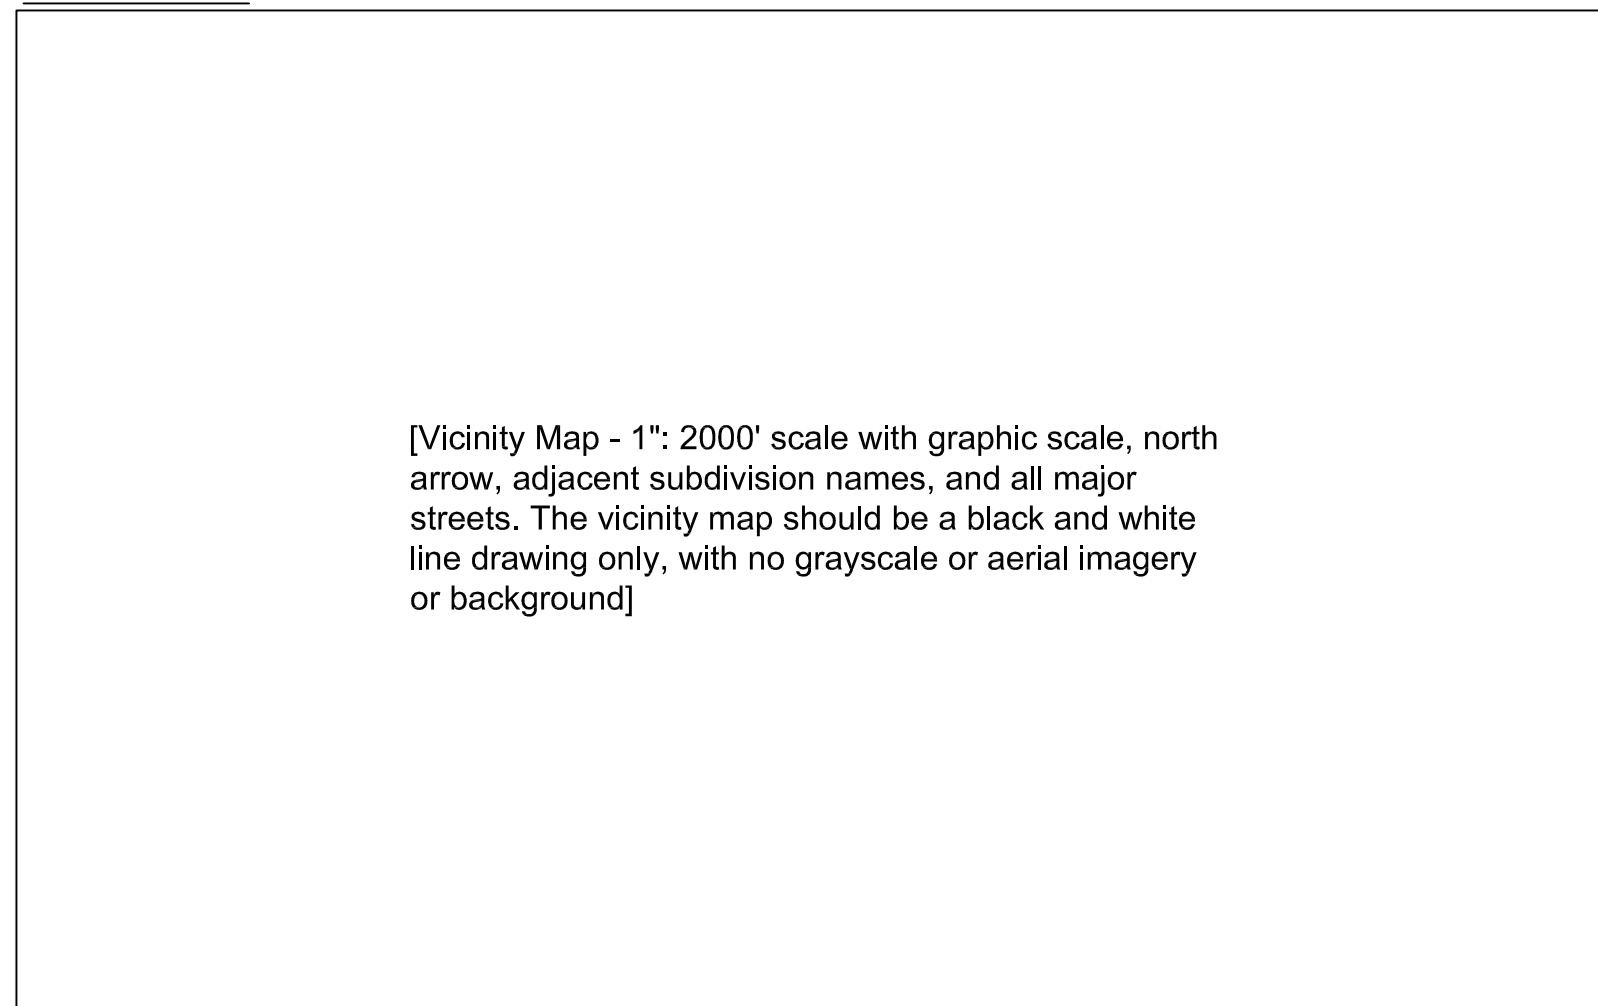 [Vicinity Map - 1": 2000' scale with graphic scale, north
arrow, adjacent subdivision names, and all major
streets. The vicinity map should be a black and white
line drawing only, with no grayscale or aerial imagery
or background]